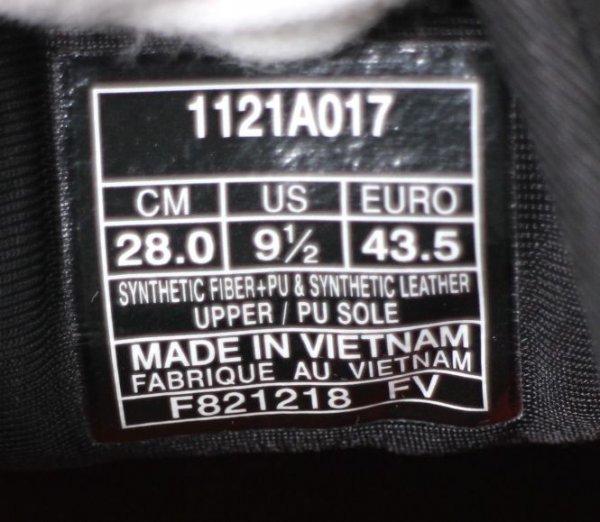 1121A017
CM US EURO
28.0 9½ 43.5
SYNTHETIC FIBER+PU & SYNTHETIC LEATHER
UPPER / PU SOLE
MADE IN VIETNAM
FABRIQUE AU VIETNAM
F821218 FV